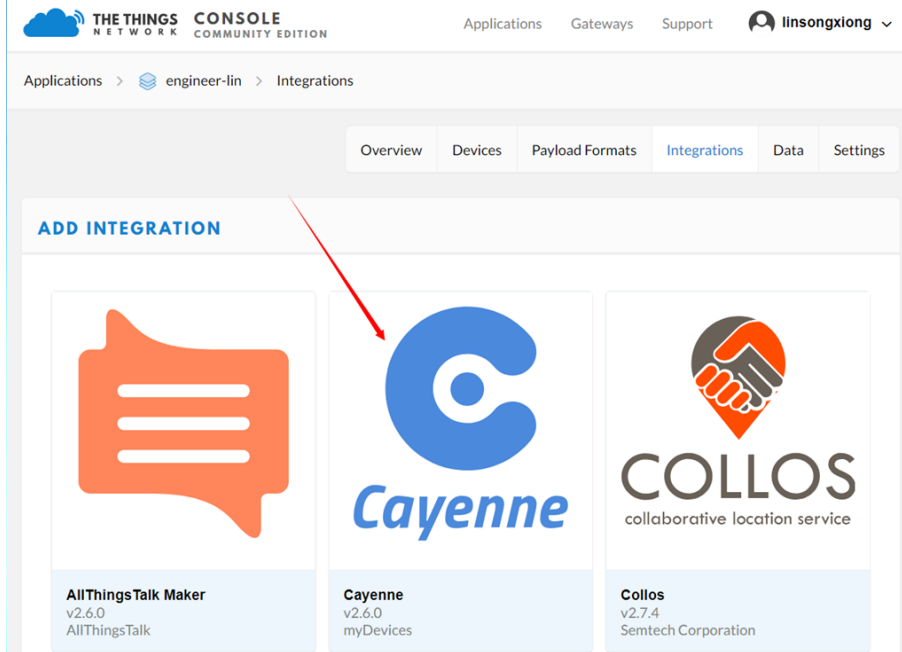 THE THINGS NETWORK CONSOLE COMMUNITY EDITION
Applications Gateways Support linsongxiong
Applications > engineer-lin > Integrations
Overview Devices Payload Formats Integrations Data Settings
ADD INTEGRATION
Cayenne
COLLOS
collaborative location service
AllThingsTalk Maker
v2.6.0
AllThingsTalk
Cayenne
v2.6.0
myDevices
Collos
v2.7.4
Semtech Corporation